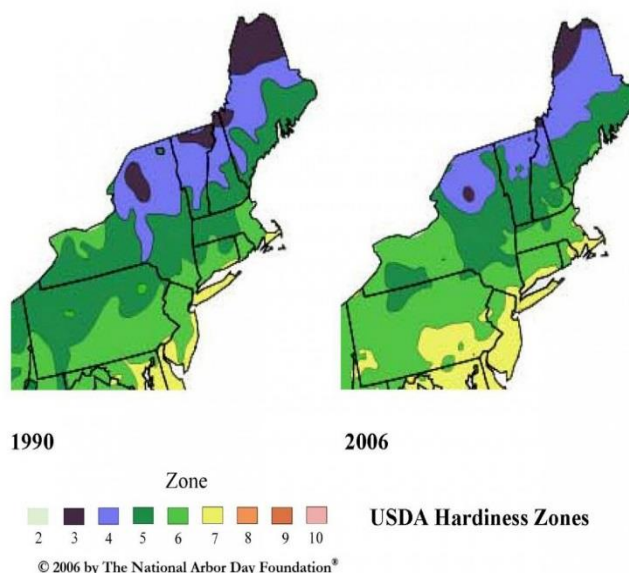 1990
2006
Zone
2 3 4 5 6 7 8 9 10
USDA Hardiness Zones
© 2006 by The National Arbor Day Foundation®